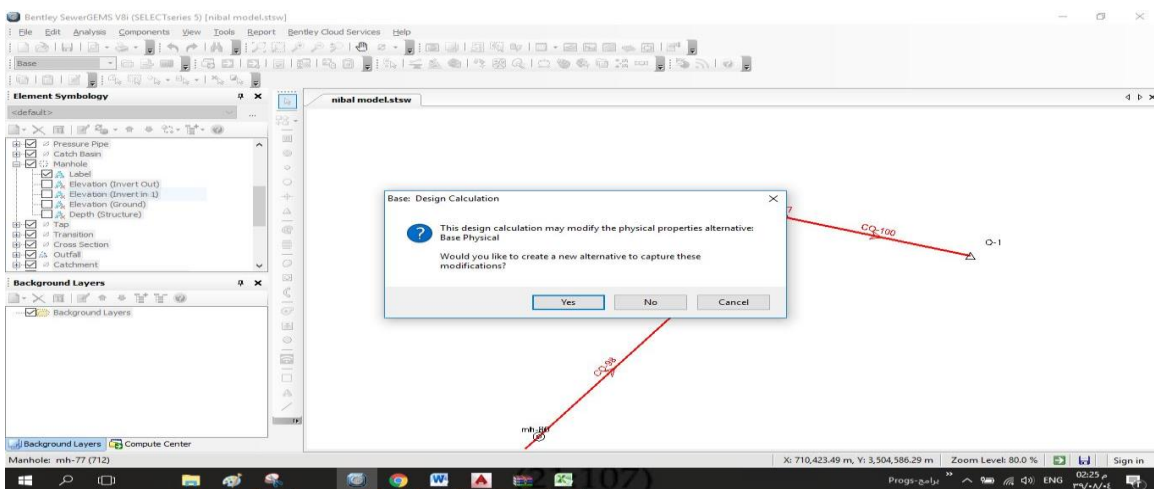 Bentley SewerGEMS V8i (SELECTseries 5) [nibal model.stsw]
File Edit Analysis Components View Tools Report Bentley Cloud Services Help
Base
Element Symbology
<default>
nibal model.stsw
Pressure Pipe
Catch Basin
Manhole
Label
Elevation (Invert Out)
Elevation (Invert in 1)
Elevation (Ground)
Depth (Structure)
Tap
Transition
Cross Section
Outfall
Catchment
Background Layers
Background Layers
Base: Design Calculation
This design calculation may modify the physical properties alternative:
Base Physical
Would you like to create a new alternative to capture these
modifications?
Yes No Cancel
7
CO-100
O-1
CO-98
Background Layers Compute Center
Manhole: mh-77 (712)
X: 710,423.49 m, Y: 3,504,586.29 m Zoom Level: 80.0 % Sign in
Progs-برامج ENG 02:25 م
٣٩/٠٨/٠٤